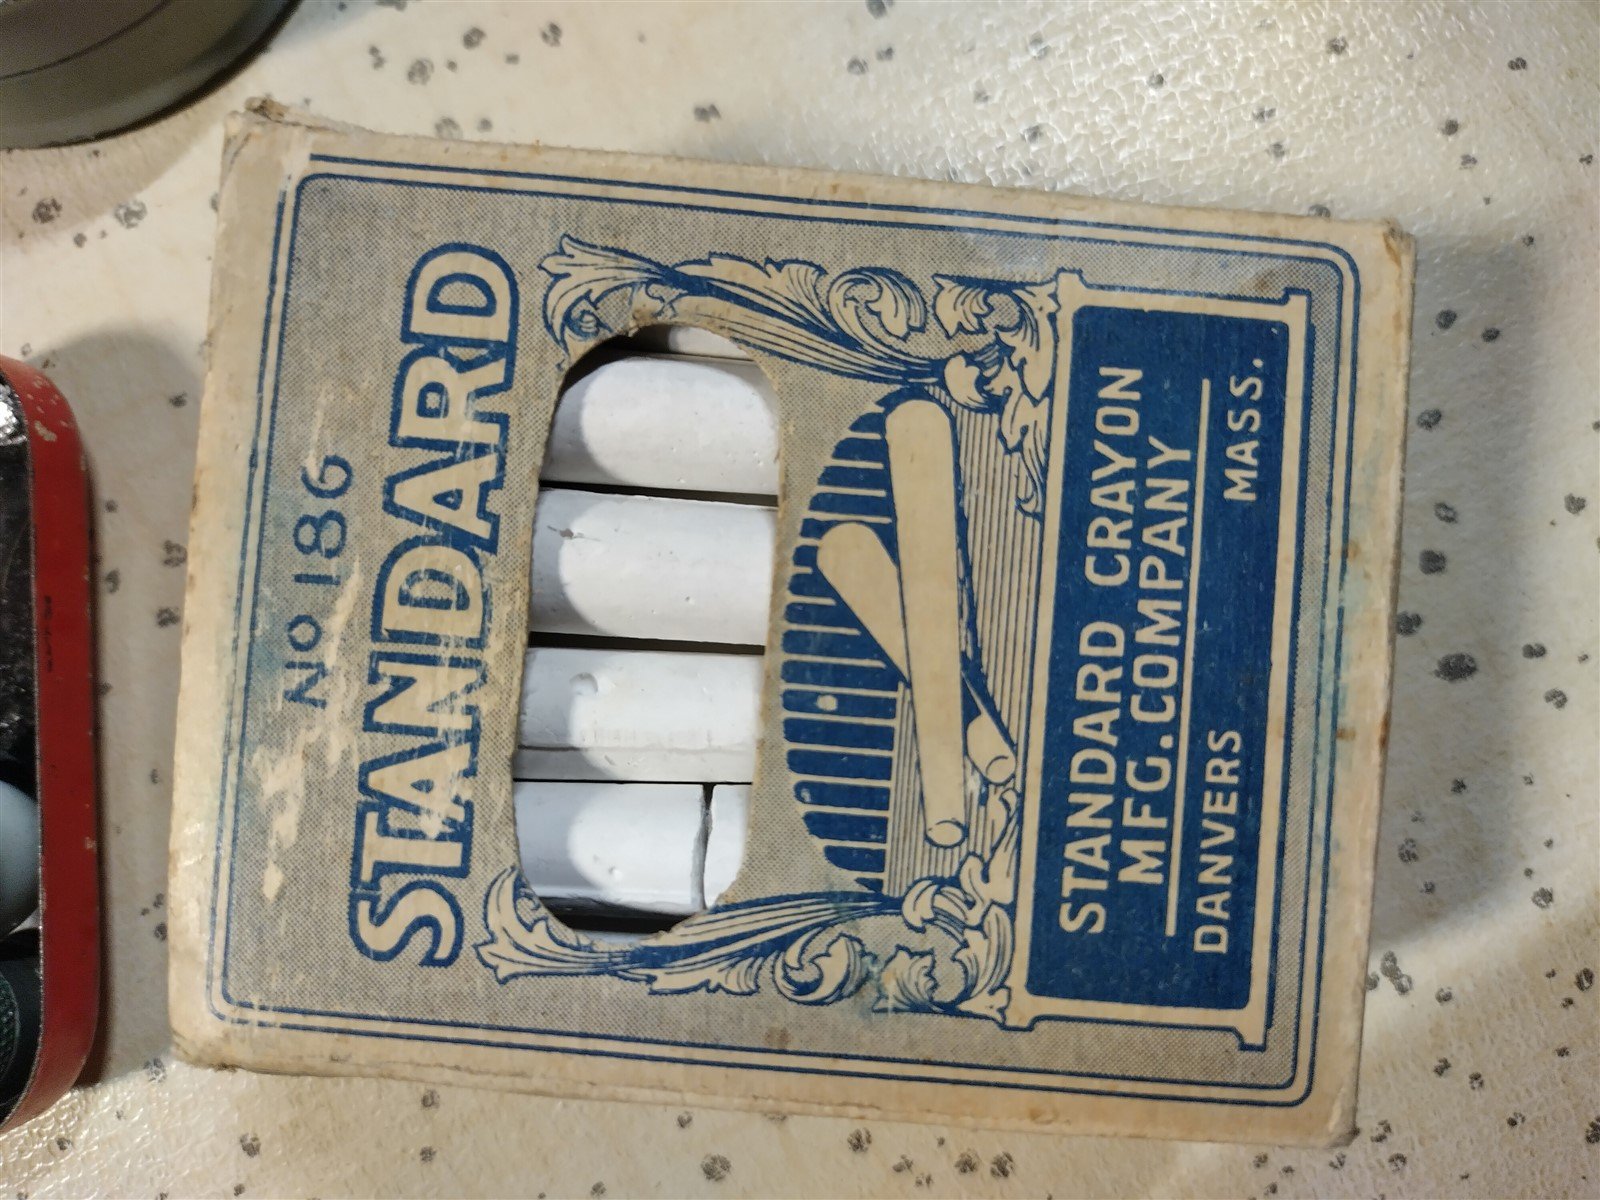 No 186
STANDARD
STANDARD CRAYON
MFG. COMPANY
DANVERS MASS.